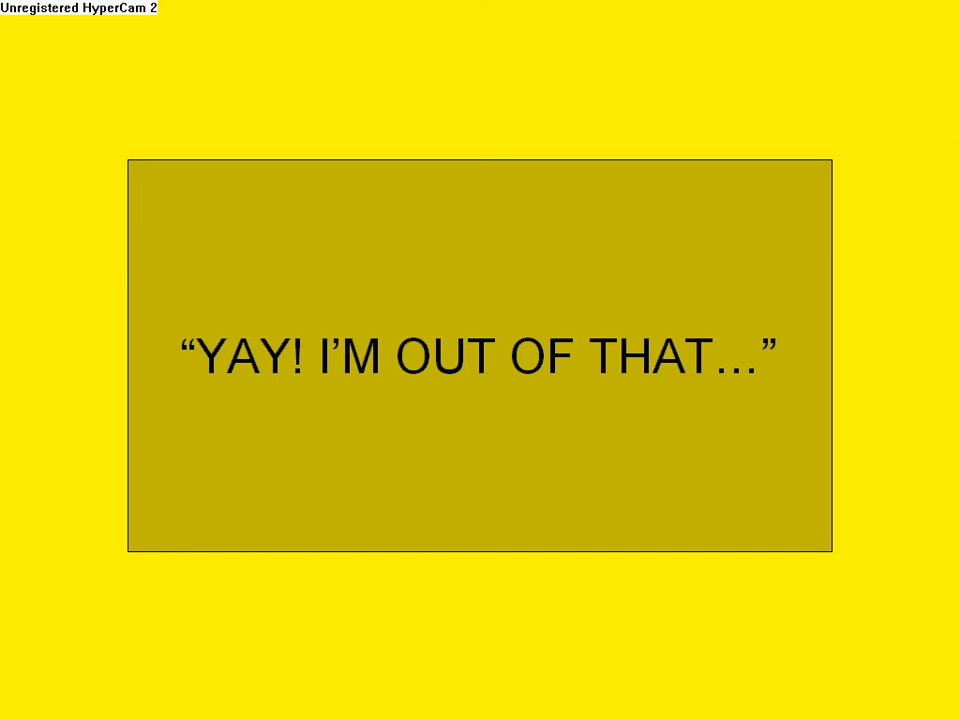 Unregistered HyperCam 2
“YAY! I’M OUT OF THAT...”